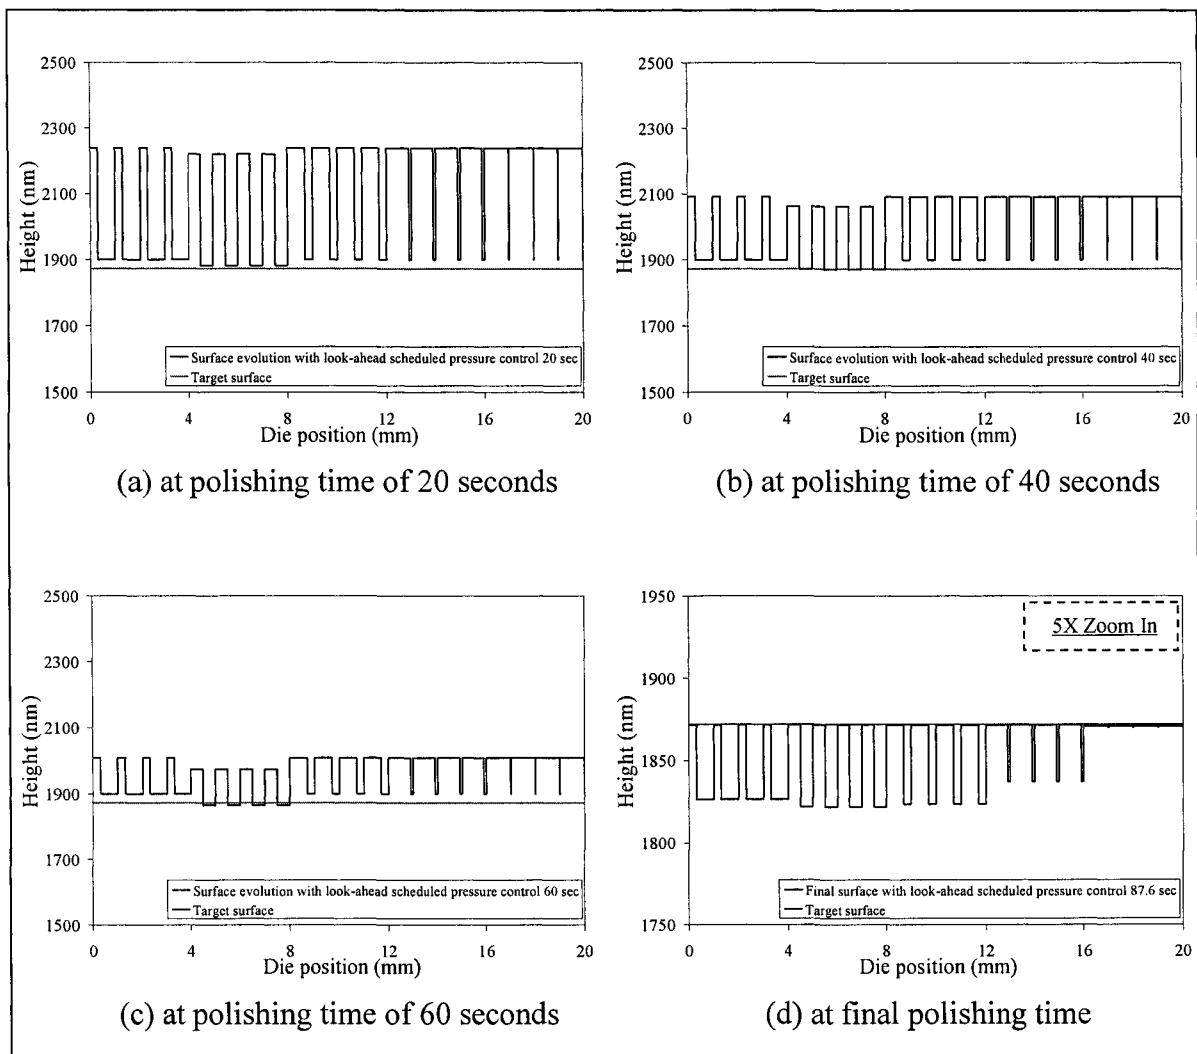 2500
2300
2100
1900
1700
1500
Height (nm)
Surface evolution with look-ahead scheduled pressure control 20 sec
Target surface
0 4 8 12 16 20
Die position (mm)
(a) at polishing time of 20 seconds
2500
2300
2100
1900
1700
1500
Height (nm)
Surface evolution with look-ahead scheduled pressure control 40 sec
Target surface
0 4 8 12 16 20
Die position (mm)
(b) at polishing time of 40 seconds
2500
2300
2100
1900
1700
1500
Height (nm)
Surface evolution with look-ahead scheduled pressure control 60 sec
Target surface
0 4 8 12 16 20
Die position (mm)
(c) at polishing time of 60 seconds
1950
1900
1850
1800
1750
Height (nm)
5X Zoom In
Final surface with look-ahead scheduled pressure control 87.6 sec
Target surface
0 4 8 12 16 20
Die position (mm)
(d) at final polishing time